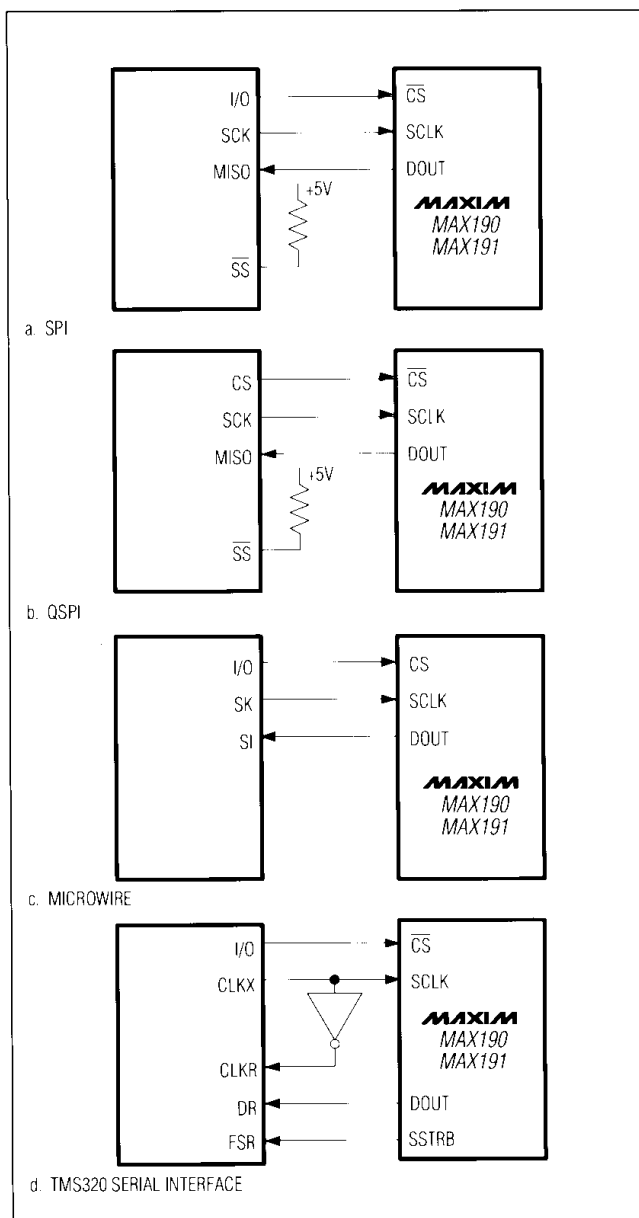 I/O CS
SCK SCLK
MISO DOUT
+5V
MAXIM
MAX190
MAX191
SS
a. SPI
CS CS
SCK SCLK
MISO DOUT
+5V
MAXIM
MAX190
MAX191
SS
b. QSPI
I/O CS
SK SCLK
SI DOUT
MAXIM
MAX190
MAX191
c. MICROWIRE
I/O CS
CLKX SCLK
MAXIM
MAX190
MAX191
CLKR
DR DOUT
FSR SSTRB
d. TMS320 SERIAL INTERFACE